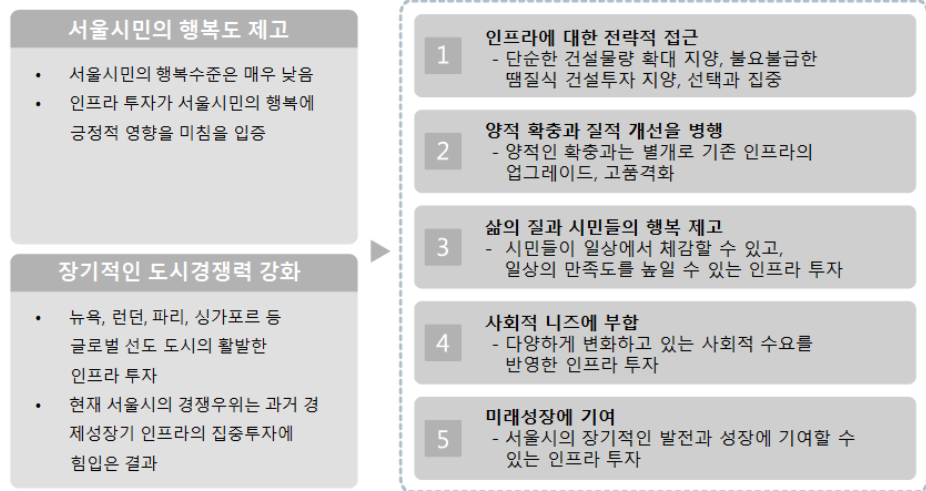 서울시민의 행복도 제고
• 서울시민의 행복수준은 매우 낮음
• 인프라 투자가 서울시민의 행복에
긍정적 영향을 미침을 입증
장기적인 도시경쟁력 강화
• 뉴욕, 런던, 파리, 싱가포르 등
글로벌 선도 도시의 활발한
인프라 투자
• 현재 서울시의 경쟁우위는 과거 경
제성장기 인프라의 집중투자에
힘입은 결과
1
인프라에 대한 전략적 접근
- 단순한 건설물량 확대 지양, 불요불급한
땜질식 건설투자 지양, 선택과 집중
2
양적 확충과 질적 개선을 병행
- 양적인 확충과는 별개로 기존 인프라의
업그레이드, 고품격화
3
삶의 질과 시민들의 행복 제고
- 시민들이 일상에서 체감할 수 있고,
일상의 만족도를 높일 수 있는 인프라 투자
4
사회적 니즈에 부합
- 다양하게 변화하고 있는 사회적 수요를
반영한 인프라 투자
5
미래성장에 기여
- 서울시의 장기적인 발전과 성장에 기여할 수
있는 인프라 투자